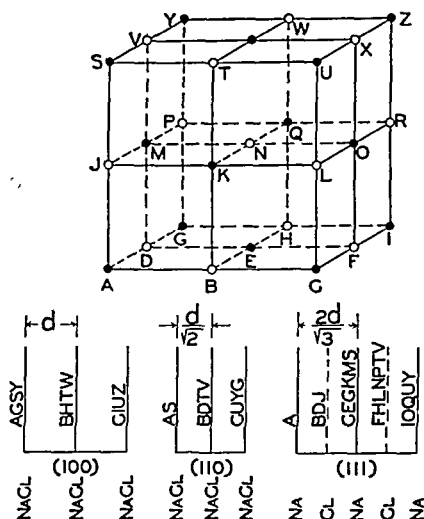 Y W Z
V X
S T U
P Q R
M N O
J K L
G H I
D E F
A B C
d
d/√2
2d/√3
AGSY BHTW CIUZ
AS BDTV CUYG
A BDJ CEGKMS FHLNPTV IOQUY
(100) (110) (111)
NACL NACL NACL
NACL NACL NACL
NA CL NA CL NA